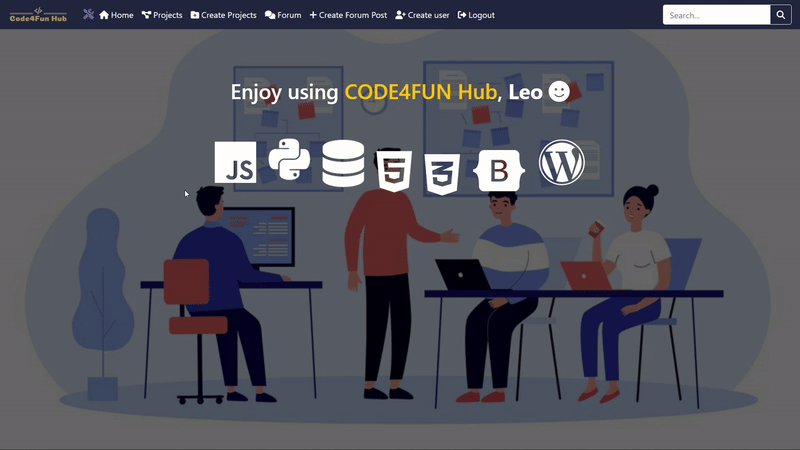 Code4Fun Hub
Home Projects Create Projects Forum Create Forum Post Create user Logout
Search...
Enjoy using CODE4FUN Hub, Leo
JS
5
3
B
W